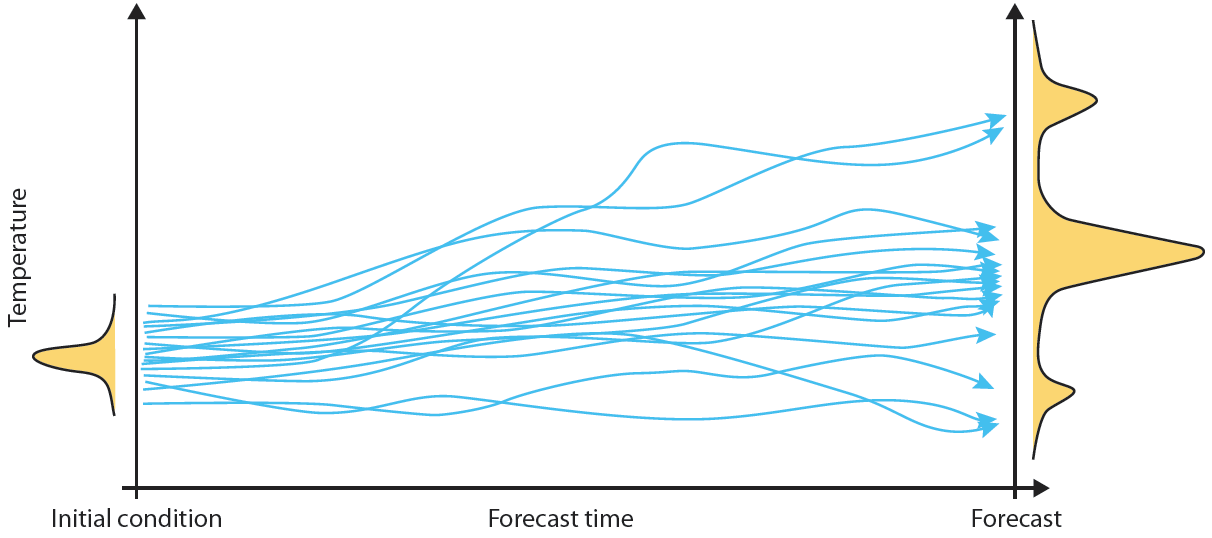 Temperature
Initial condition
Forecast time
Forecast